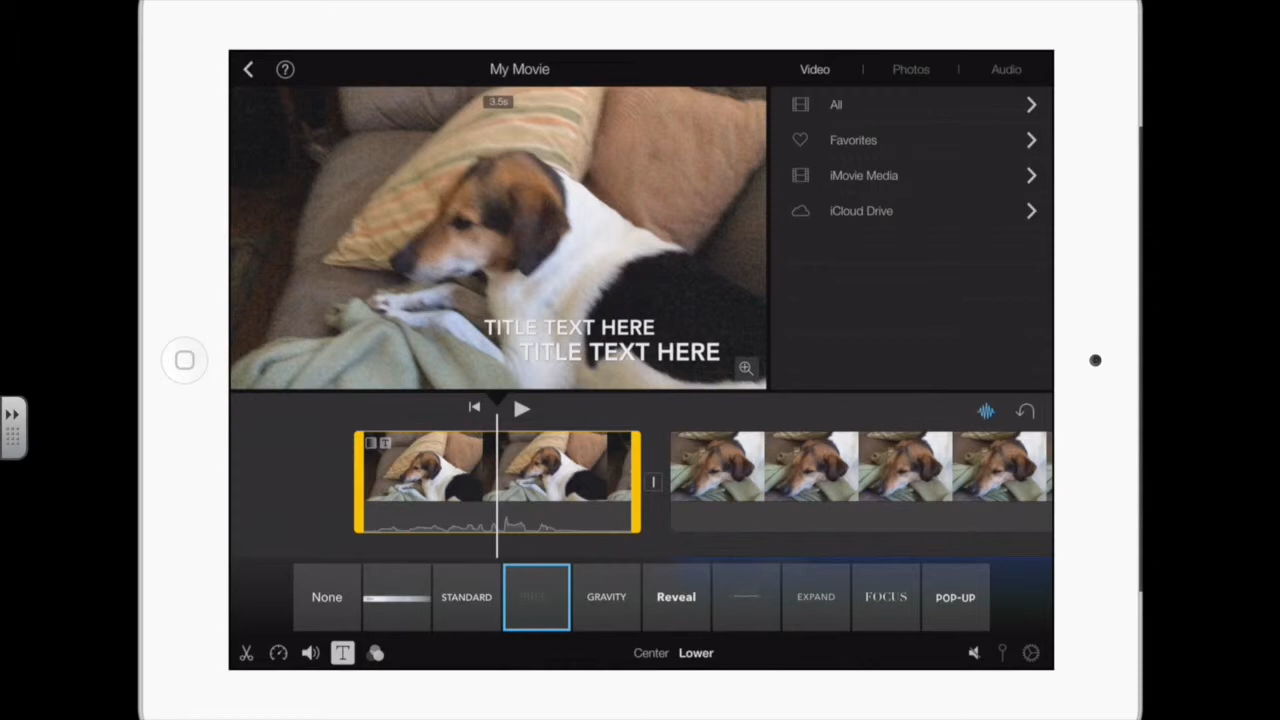 My Movie
Video
Photos
Audio
3.5s
All
Favorites
iMovie Media
iCloud Drive
TITLE TEXT HERE
TITLE TEXT HERE
T
None
STANDARD
GRAVITY
Reveal
EXPAND
FOCUS
POP-UP
T
Center
Lower